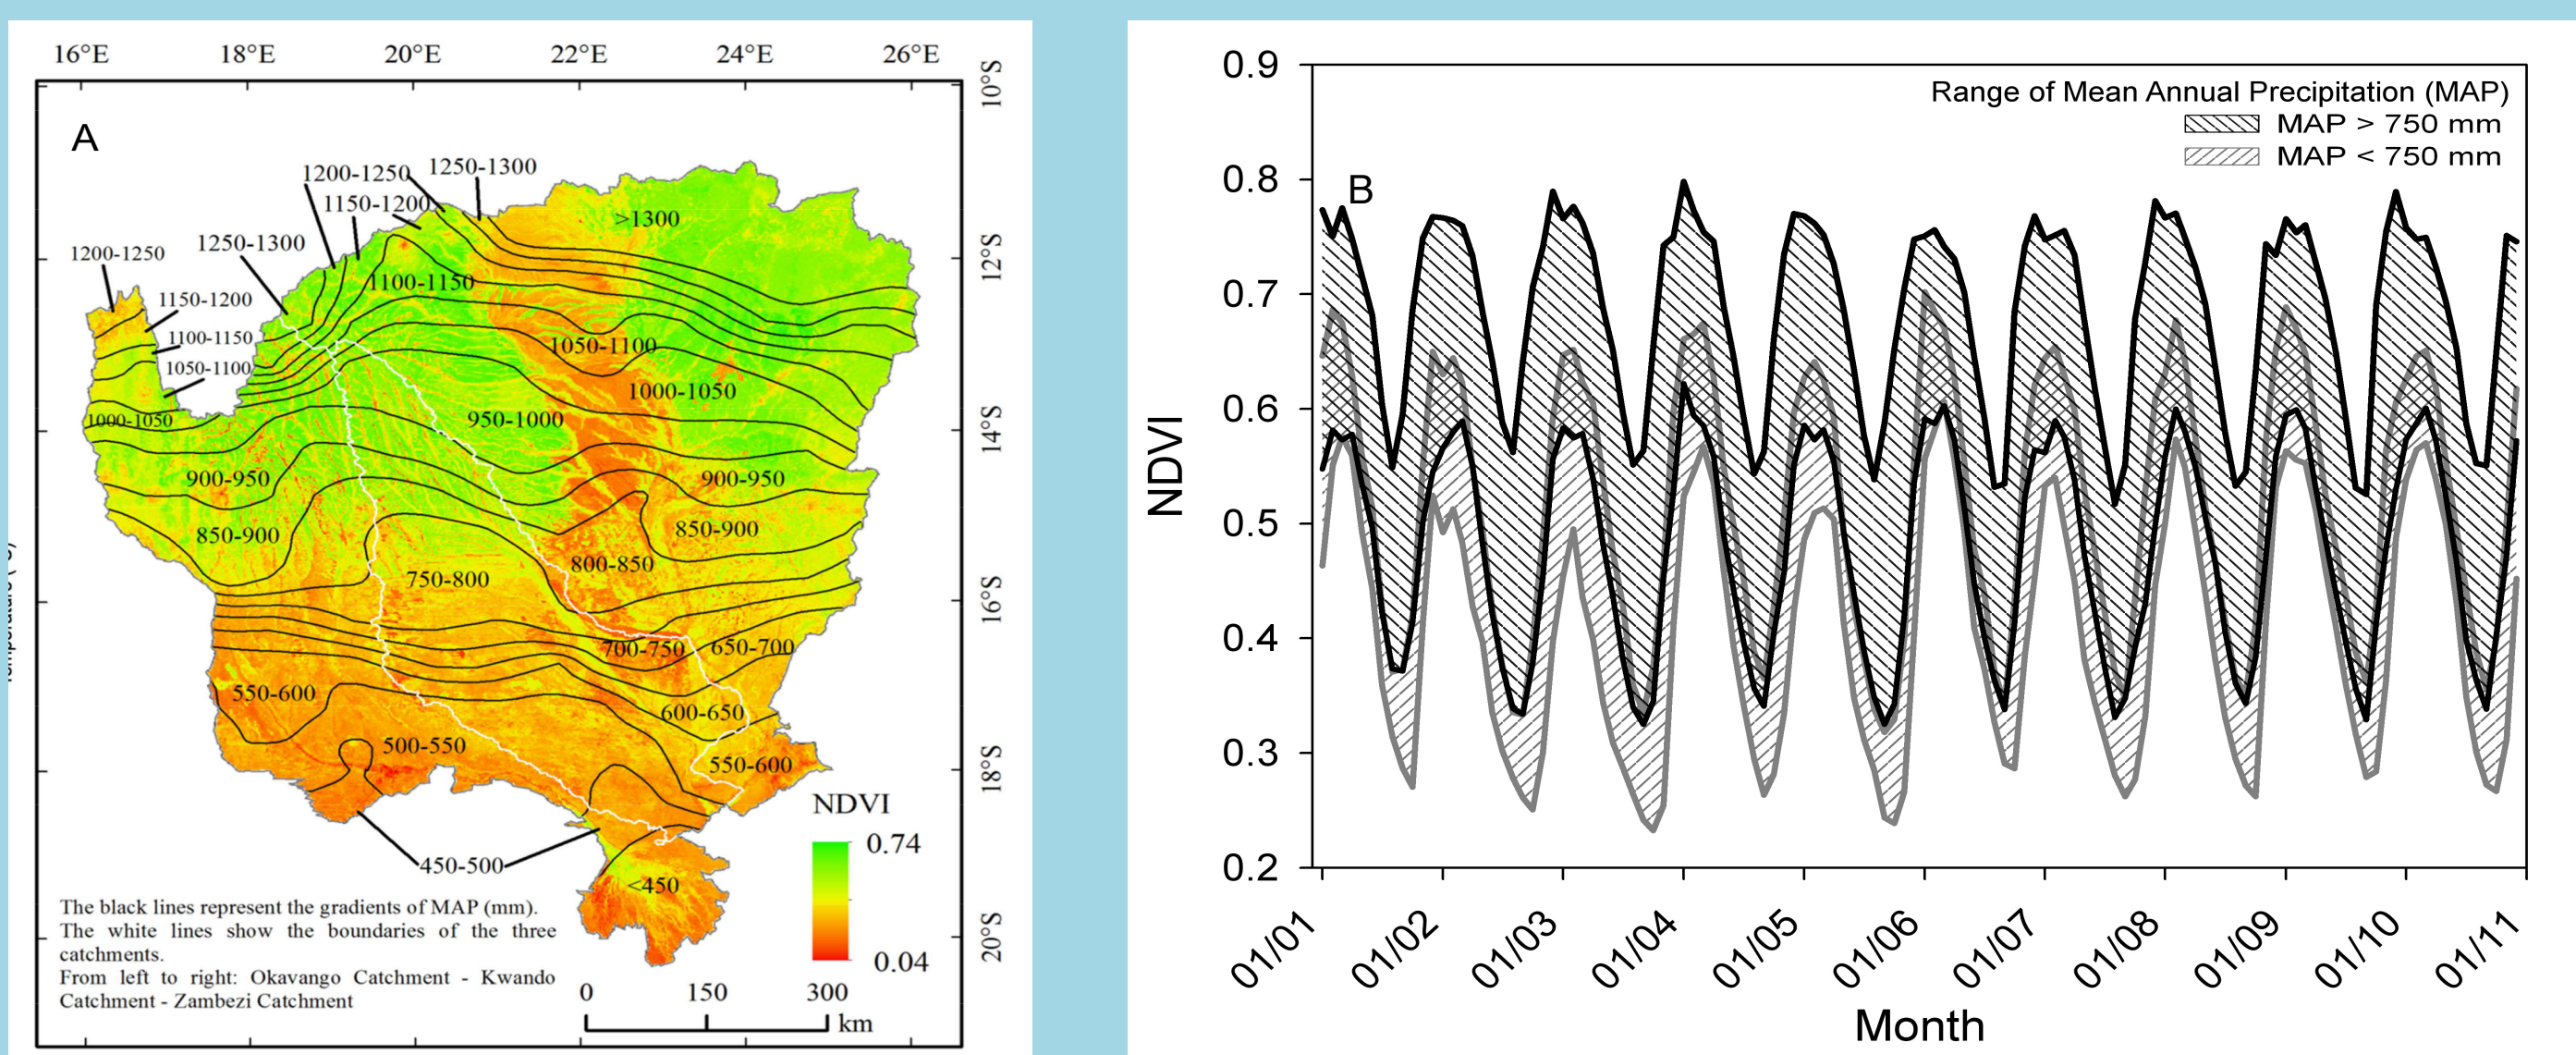 16°E 18°E 20°E 22°E 24°E 26°E
10°S
A
1200-1250 1250-1300
1150-1200
>1300
1250-1300
1200-1250
12°S
1100-1150
1150-1200
1100-1150
1050-1100
1050-1100
1000-1050
1000-1050
950-1000
14°S
900-950
900-950
850-900
850-900
800-850
750-800
16°S
700-750
650-700
550-600
600-650
500-550
550-600
18°S
NDVI
0.74
450-500
<450
0.04
20°S
The black lines represent the gradients of MAP (mm).
The white lines show the boundaries of the three
catchments.
From left to right: Okavango Catchment - Kwando
Catchment - Zambezi Catchment
0 150 300
km
0.9
0.8
0.7
0.6
0.5
0.4
0.3
0.2
NDVI
B
Range of Mean Annual Precipitation (MAP)
MAP > 750 mm
MAP < 750 mm
01/01 01/02 01/03 01/04 01/05 01/06 01/07 01/08 01/09 01/10 01/11
Month